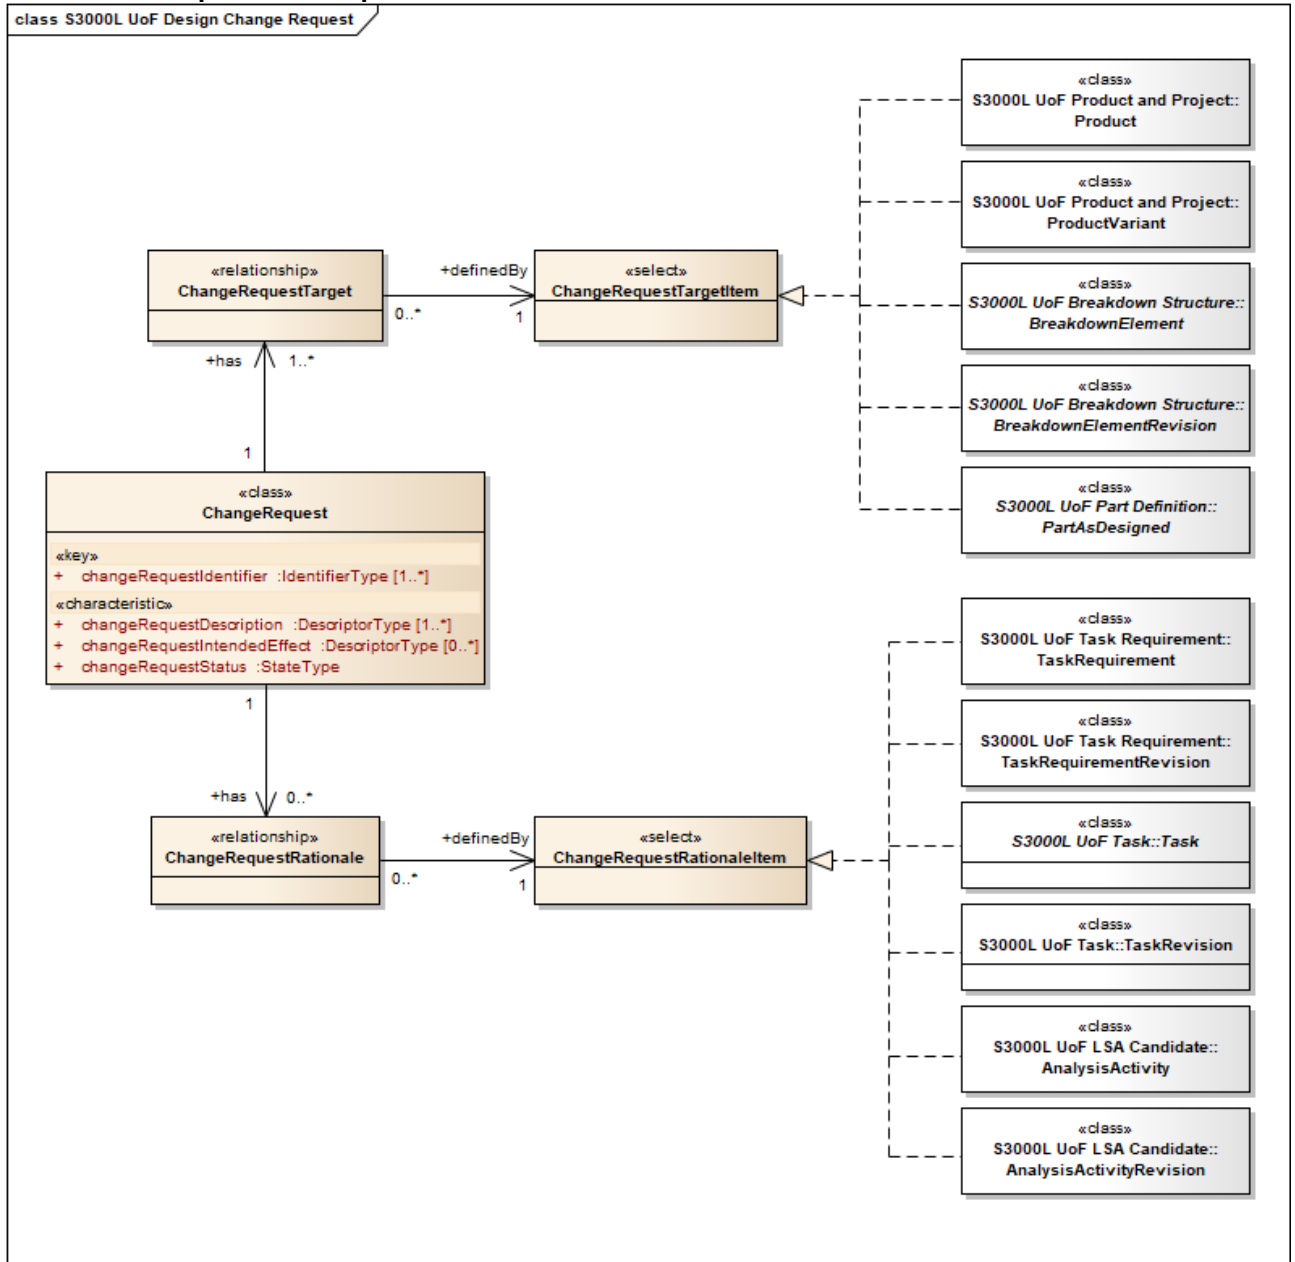 class S3000L UoF Design Change Request
«class»
S3000L UoF Product and Project::
Product
«class»
S3000L UoF Product and Project::
ProductVariant
«relationship»
ChangeRequestTarget
+definedBy
0..*
1
«select»
ChangeRequestTargetItem
«class»
S3000L UoF Breakdown Structure::
BreakdownElement
«class»
S3000L UoF Breakdown Structure::
BreakdownElementRevision
+has
1..*
1
«class»
S3000L UoF Part Definition::
PartAsDesigned
«class»
ChangeRequest
«key»
+ changeRequestIdentifier :IdentifierType [1..*]
«characteristic»
+ changeRequestDescription :DescriptorType [1..*]
+ changeRequestIntendedEffect :DescriptorType [0..*]
+ changeRequestStatus :StateType
«class»
S3000L UoF Task Requirement::
TaskRequirement
«class»
S3000L UoF Task Requirement::
TaskRequirementRevision
1
+has
0..*
«relationship»
ChangeRequestRationale
+definedBy
0..*
1
«select»
ChangeRequestRationaleItem
«class»
S3000L UoF Task::Task
«class»
S3000L UoF Task::TaskRevision
«class»
S3000L UoF LSA Candidate::
AnalysisActivity
«class»
S3000L UoF LSA Candidate::
AnalysisActivityRevision